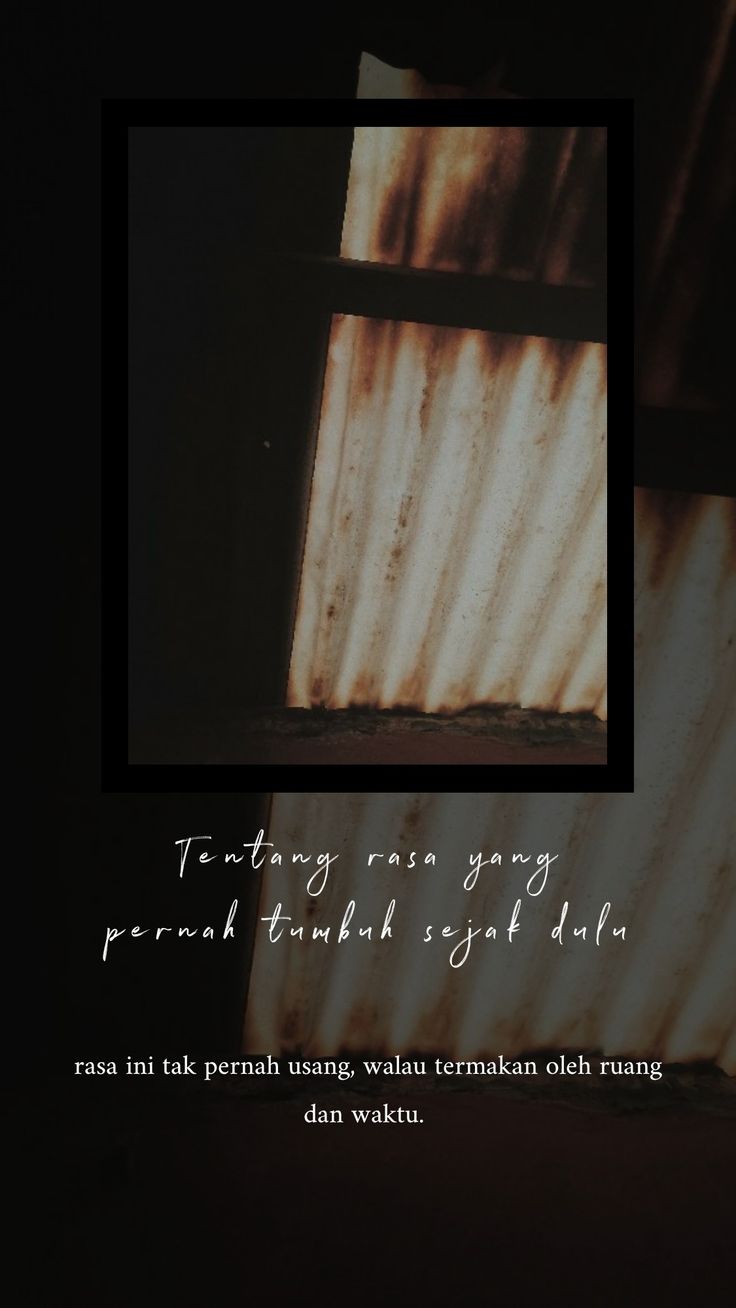 Tentang rasa yang
pernah tumbuh sejak dulu
rasa ini tak pernah usang, walau termakan oleh ruang
dan waktu.